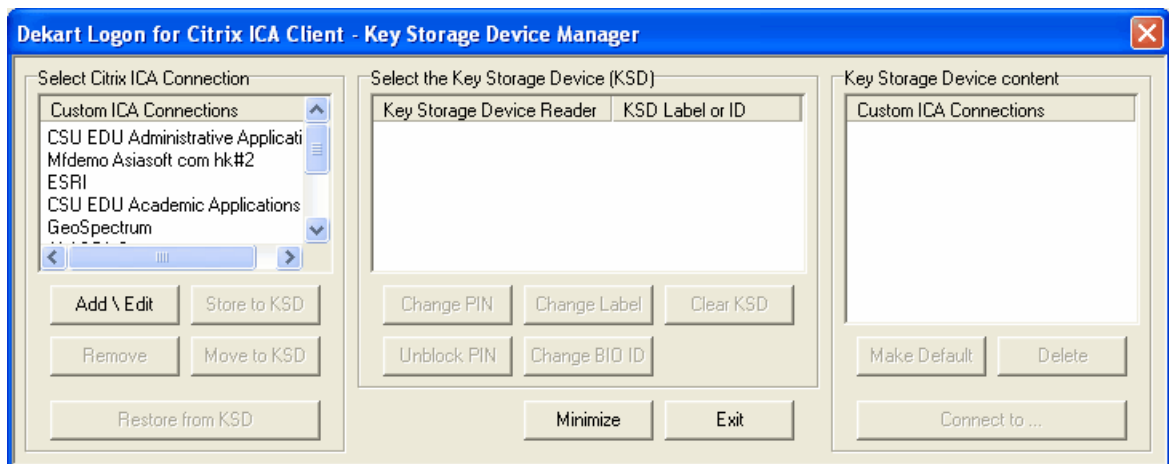 Dekart Logon for Citrix ICA Client - Key Storage Device Manager
Select Citrix ICA Connection
Custom ICA Connections
CSU EDU Administrative Applicati
Mfdemo Asiasoft com hk#2
ESRI
CSU EDU Academic Applications
GeoSpectrum
Add \ Edit
Store to KSD
Remove
Move to KSD
Restore from KSD
Select the Key Storage Device (KSD)
Key Storage Device Reader
KSD Label or ID
Change PIN
Change Label
Clear KSD
Unblock PIN
Change BIO ID
Minimize
Exit
Key Storage Device content
Custom ICA Connections
Make Default
Delete
Connect to ...